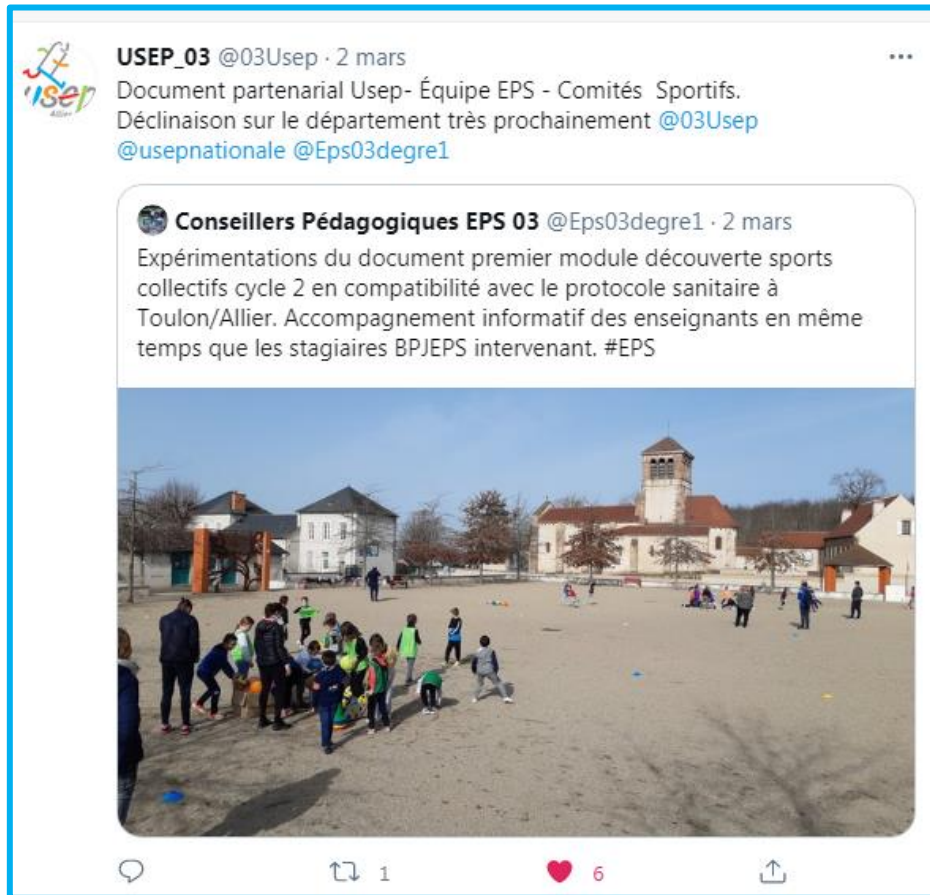 usep
Allier
USEP_03 @03Usep · 2 mars
Document partenarial Usep- Équipe EPS - Comités  Sportifs.
Déclinaison sur le département très prochainement @03Usep
@usepnationale @Eps03degre1
Conseillers Pédagogiques EPS 03 @Eps03degre1 · 2 mars
Expérimentations du document premier module découverte sports
collectifs cycle 2 en compatibilité avec le protocole sanitaire à
Toulon/Allier. Accompagnement informatif des enseignants en même
temps que les stagiaires BPJEPS intervenant. #EPS
1
6